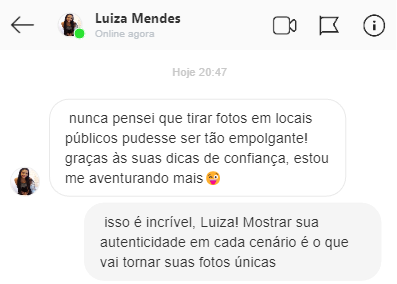 Luiza Mendes
Online agora
Hoje 20:47
nunca pensei que tirar fotos em locais
públicos pudesse ser tão empolgante!
graças às suas dicas de confiança, estou
me aventurando mais😜
isso é incrível, Luiza! Mostrar sua
autenticidade em cada cenário é o que
vai tornar suas fotos únicas